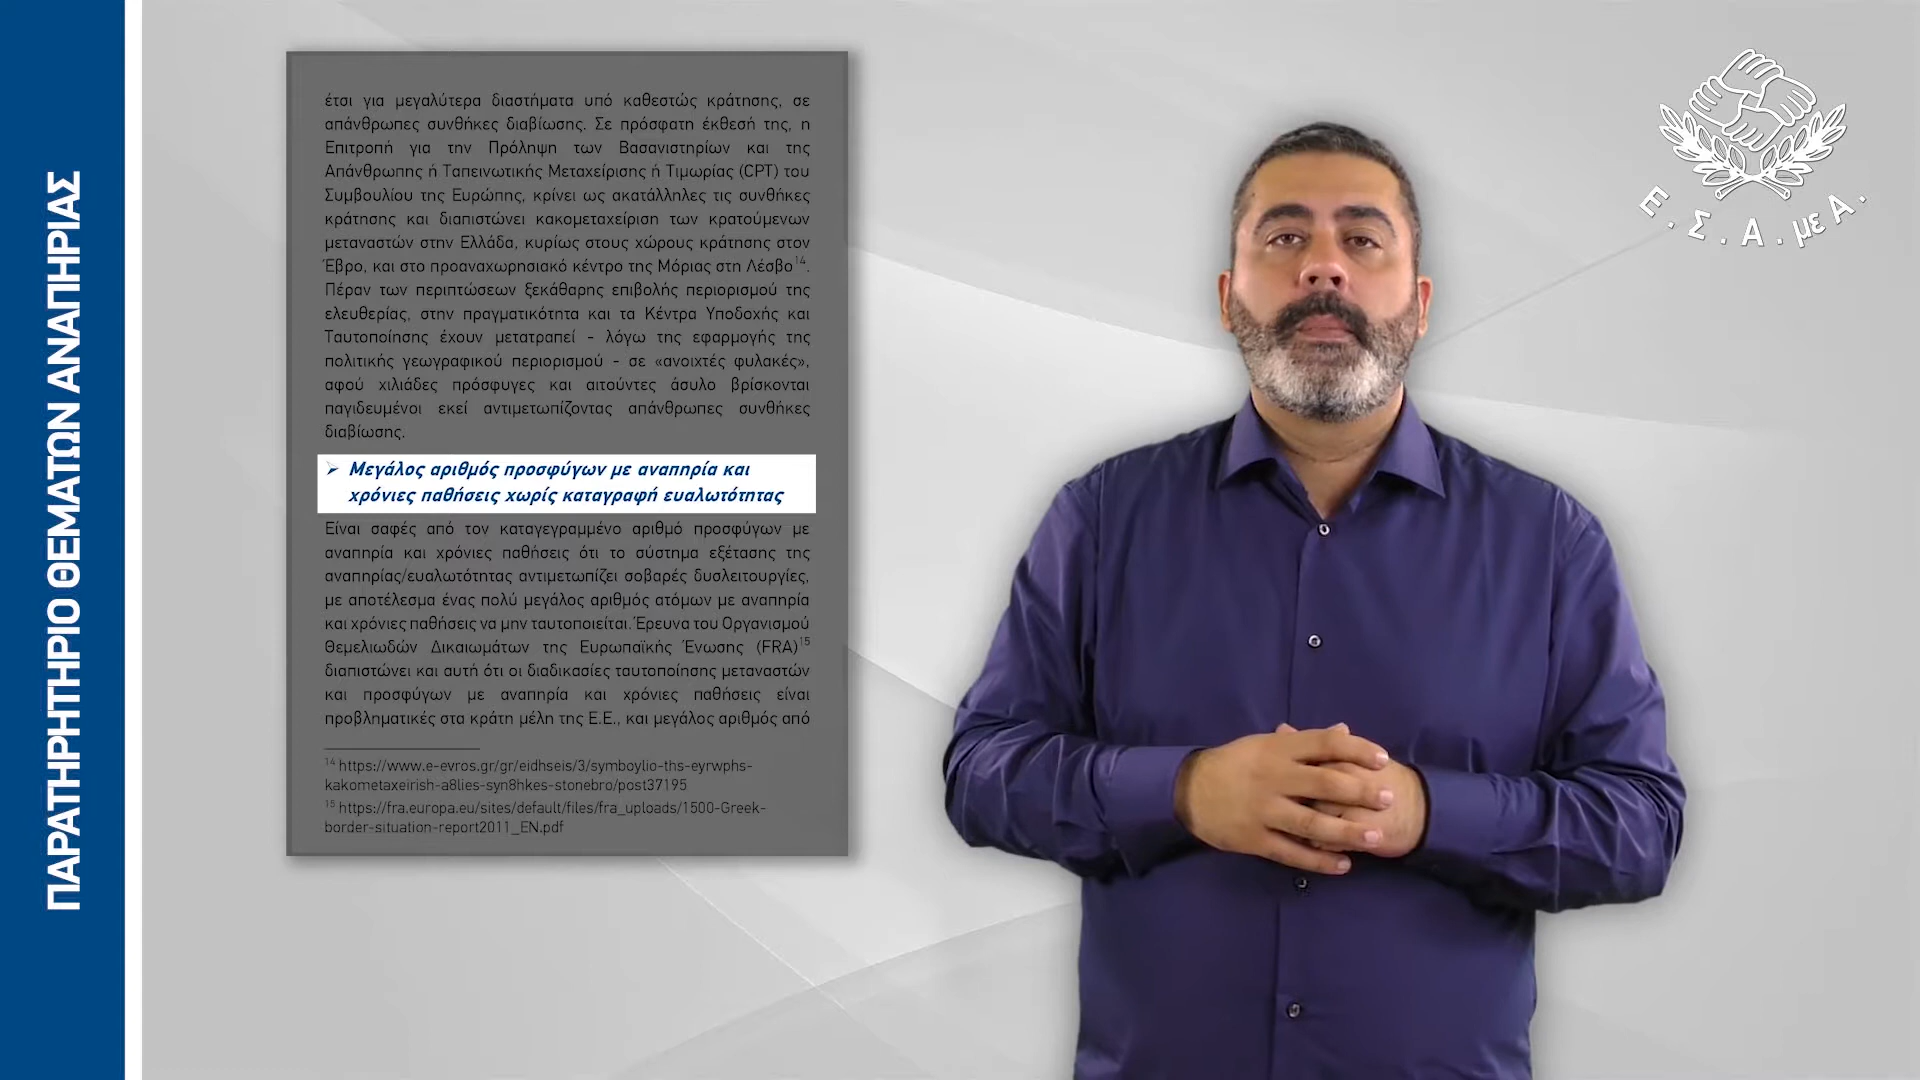 ΠΑΡΑΤΗΡΗΤΗΡΙΟ ΘΕΜΑΤΩΝ ΑΝΑΠΗΡΙΑΣ
έτσι για μεγαλύτερα διαστήματα υπό καθεστώς κράτησης, σε
απάνθρωπες συνθήκες διαβίωσης. Σε πρόσφατη έκθεσή της, η
Επιτροπή για την Πρόληψη των Βασανιστηρίων και της
Απάνθρωπης ή Ταπεινωτικής Μεταχείρισης ή Τιμωρίας (CPT) του
Συμβουλίου της Ευρώπης, κρίνει ως ακατάλληλες τις συνθήκες
κράτησης και διαπιστώνει κακομεταχείριση των κρατούμενων
μεταναστών στην Ελλάδα, κυρίως στους χώρους κράτησης στον
Έβρο, και στο προαναχωρησιακό κέντρο της Μόριας στη Λέσβο14.
Πέραν των περιπτώσεων ξεκάθαρης επιβολής περιορισμού της
ελευθερίας, στην πραγματικότητα και τα Κέντρα Υποδοχής και
Ταυτοποίησης έχουν μετατραπεί - λόγω της εφαρμογής της
πολιτικής γεωγραφικού περιορισμού - σε «ανοιχτές φυλακές»,
αφού χιλιάδες πρόσφυγες και αιτούντες άσυλο βρίσκονται
παγιδευμένοι εκεί αντιμετωπίζοντας απάνθρωπες συνθήκες
διαβίωσης.
➢ Μεγάλος αριθμός προσφύγων με αναπηρία και
χρόνιες παθήσεις χωρίς καταγραφή ευαλωτότητας
Είναι σαφές από τον καταγεγραμμένο αριθμό προσφύγων με
αναπηρία και χρόνιες παθήσεις ότι το σύστημα εξέτασης της
αναπηρίας/ευαλωτότητας αντιμετωπίζει σοβαρές δυσλειτουργίες,
με αποτέλεσμα ένας πολύ μεγάλος αριθμός ατόμων με αναπηρία
και χρόνιες παθήσεις να μην ταυτοποιείται. Έρευνα του Οργανισμού
Θεμελιωδών Δικαιωμάτων της Ευρωπαϊκής Ένωσης (FRA)15
διαπιστώνει και αυτή ότι οι διαδικασίες ταυτοποίησης μεταναστών
και προσφύγων με αναπηρία και χρόνιες παθήσεις είναι
προβληματικές στα κράτη μέλη της Ε.Ε., και μεγάλος αριθμός από
14 https://www.e-evros.gr/gr/eidhseis/3/symboylio-ths-eyrwphs-
kakometaxeirish-a8lies-syn8hkes-stonebro/post37195
15 https://fra.europa.eu/sites/default/files/fra_uploads/1500-Greek-
border-situation-report2011_EN.pdf
Ε.Σ.Α.μεΑ.